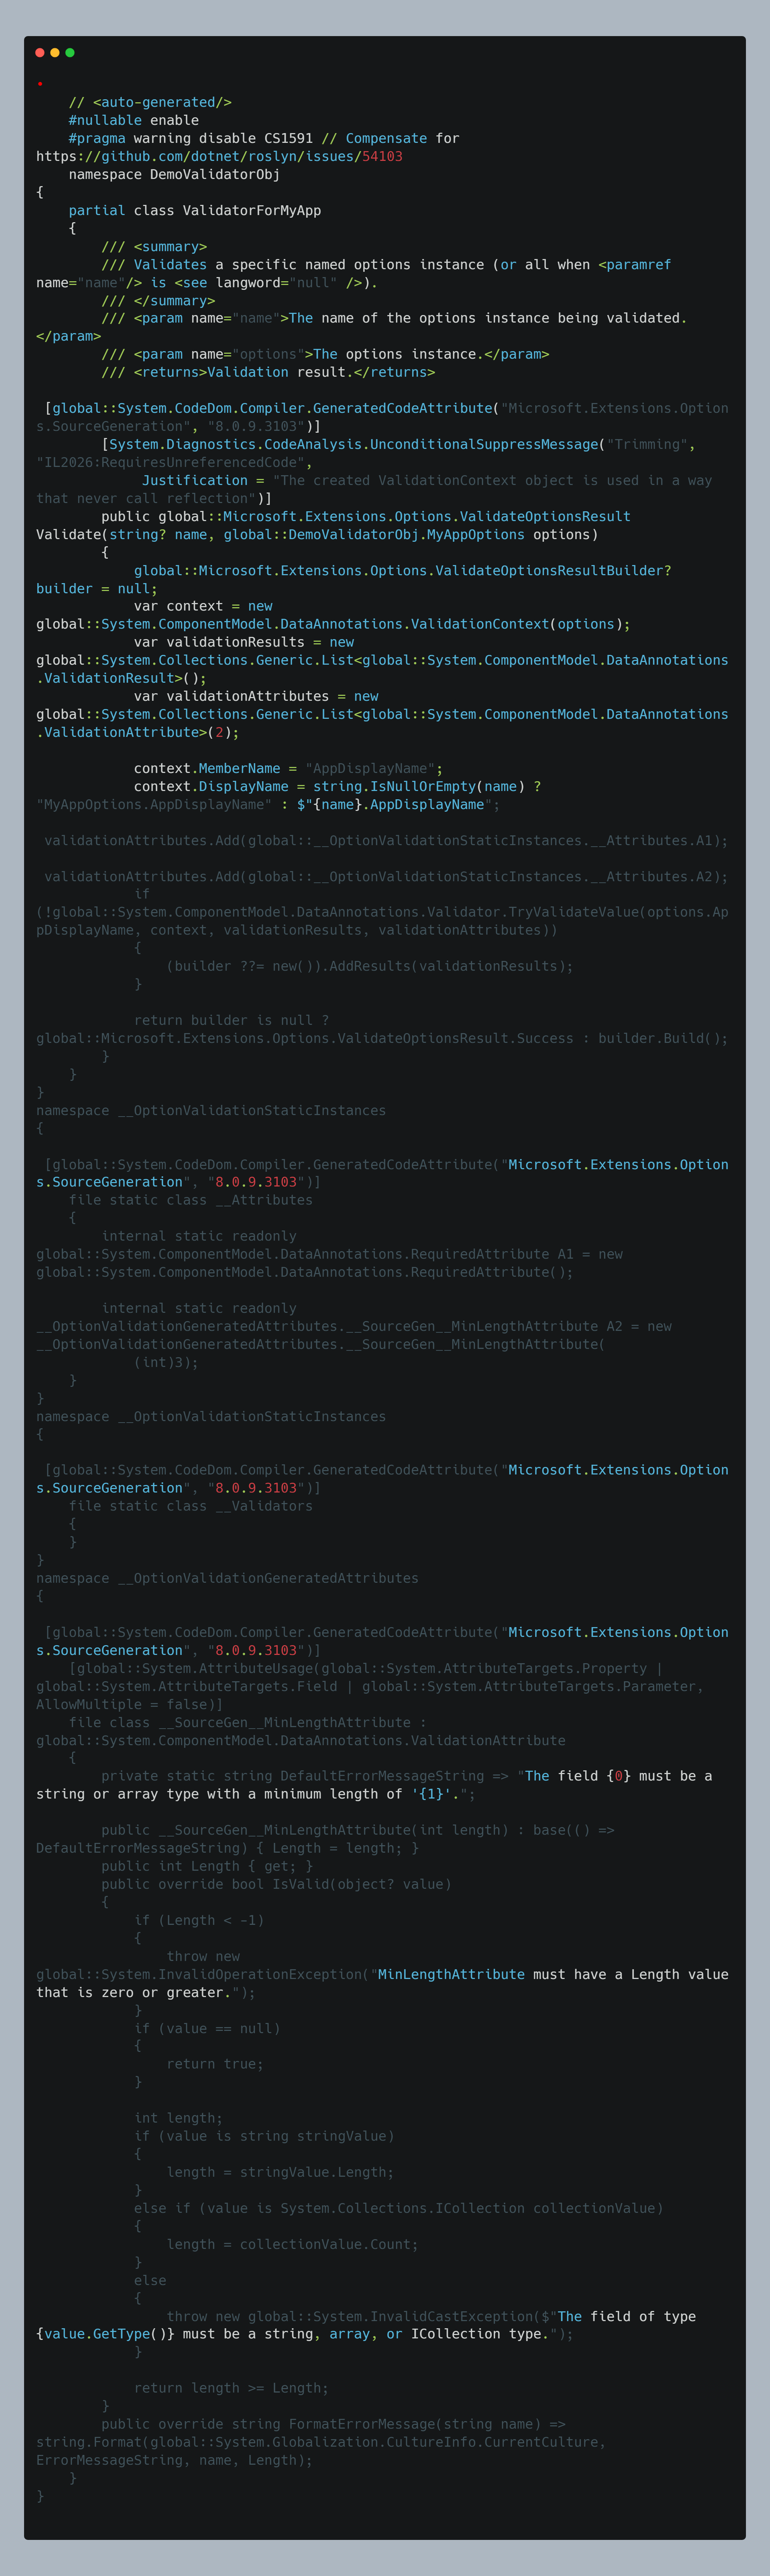 // <auto-generated/>
#nullable enable
#pragma warning disable CS1591 // Compensate for
https://github.com/dotnet/roslyn/issues/54103
namespace DemoValidatorObj
{
partial class ValidatorForMyApp
{
/// <summary>
/// Validates a specific named options instance (or all when <paramref
name="name"/> is <see langword="null" />).
/// </summary>
/// <param name="name">The name of the options instance being validated.
</param>
/// <param name="options">The options instance.</param>
/// <returns>Validation result.</returns>
[global::System.CodeDom.Compiler.GeneratedCodeAttribute("Microsoft.Extensions.Option
s.SourceGeneration", "8.0.9.3103")]
[System.Diagnostics.CodeAnalysis.UnconditionalSuppressMessage("Trimming",
"IL2026:RequiresUnreferencedCode",
Justification = "The created ValidationContext object is used in a way
that never call reflection")]
public global::Microsoft.Extensions.Options.ValidateOptionsResult
Validate(string? name, global::DemoValidatorObj.MyAppOptions options)
{
global::Microsoft.Extensions.Options.ValidateOptionsResultBuilder?
builder = null;
var context = new
global::System.ComponentModel.DataAnnotations.ValidationContext(options);
var validationResults = new
global::System.Collections.Generic.List<global::System.ComponentModel.DataAnnotations
.ValidationResult>();
var validationAttributes = new
global::System.Collections.Generic.List<global::System.ComponentModel.DataAnnotations
.ValidationAttribute>(2);
context.MemberName = "AppDisplayName";
context.DisplayName = string.IsNullOrEmpty(name) ?
"MyAppOptions.AppDisplayName" : $"{name}.AppDisplayName";
validationAttributes.Add(global::__OptionValidationStaticInstances.__Attributes.A1);
validationAttributes.Add(global::__OptionValidationStaticInstances.__Attributes.A2);
if
(!global::System.ComponentModel.DataAnnotations.Validator.TryValidateValue(options.Ap
pDisplayName, context, validationResults, validationAttributes))
{
(builder ??= new()).AddResults(validationResults);
}
return builder is null ?
global::Microsoft.Extensions.Options.ValidateOptionsResult.Success : builder.Build();
}
}
}
namespace __OptionValidationStaticInstances
{
[global::System.CodeDom.Compiler.GeneratedCodeAttribute("Microsoft.Extensions.Option
s.SourceGeneration", "8.0.9.3103")]
file static class __Attributes
{
internal static readonly
global::System.ComponentModel.DataAnnotations.RequiredAttribute A1 = new
global::System.ComponentModel.DataAnnotations.RequiredAttribute();
internal static readonly
__OptionValidationGeneratedAttributes.__SourceGen__MinLengthAttribute A2 = new
__OptionValidationGeneratedAttributes.__SourceGen__MinLengthAttribute(
(int)3);
}
}
namespace __OptionValidationStaticInstances
{
[global::System.CodeDom.Compiler.GeneratedCodeAttribute("Microsoft.Extensions.Option
s.SourceGeneration", "8.0.9.3103")]
file static class __Validators
{
}
}
namespace __OptionValidationGeneratedAttributes
{
[global::System.CodeDom.Compiler.GeneratedCodeAttribute("Microsoft.Extensions.Option
s.SourceGeneration", "8.0.9.3103")]
[global::System.AttributeUsage(global::System.AttributeTargets.Property |
global::System.AttributeTargets.Field | global::System.AttributeTargets.Parameter,
AllowMultiple = false)]
file class __SourceGen__MinLengthAttribute :
global::System.ComponentModel.DataAnnotations.ValidationAttribute
{
private static string DefaultErrorMessageString => "The field {0} must be a
string or array type with a minimum length of '{1}'.";
public __SourceGen__MinLengthAttribute(int length) : base(() =>
DefaultErrorMessageString) { Length = length; }
public int Length { get; }
public override bool IsValid(object? value)
{
if (Length < -1)
{
throw new
global::System.InvalidOperationException("MinLengthAttribute must have a Length value
that is zero or greater.");
}
if (value == null)
{
return true;
}
int length;
if (value is string stringValue)
{
length = stringValue.Length;
}
else if (value is System.Collections.ICollection collectionValue)
{
length = collectionValue.Count;
}
else
{
throw new global::System.InvalidCastException($"The field of type
{value.GetType()} must be a string, array, or ICollection type.");
}
return length >= Length;
}
public override string FormatErrorMessage(string name) =>
string.Format(global::System.Globalization.CultureInfo.CurrentCulture,
ErrorMessageString, name, Length);
}
}